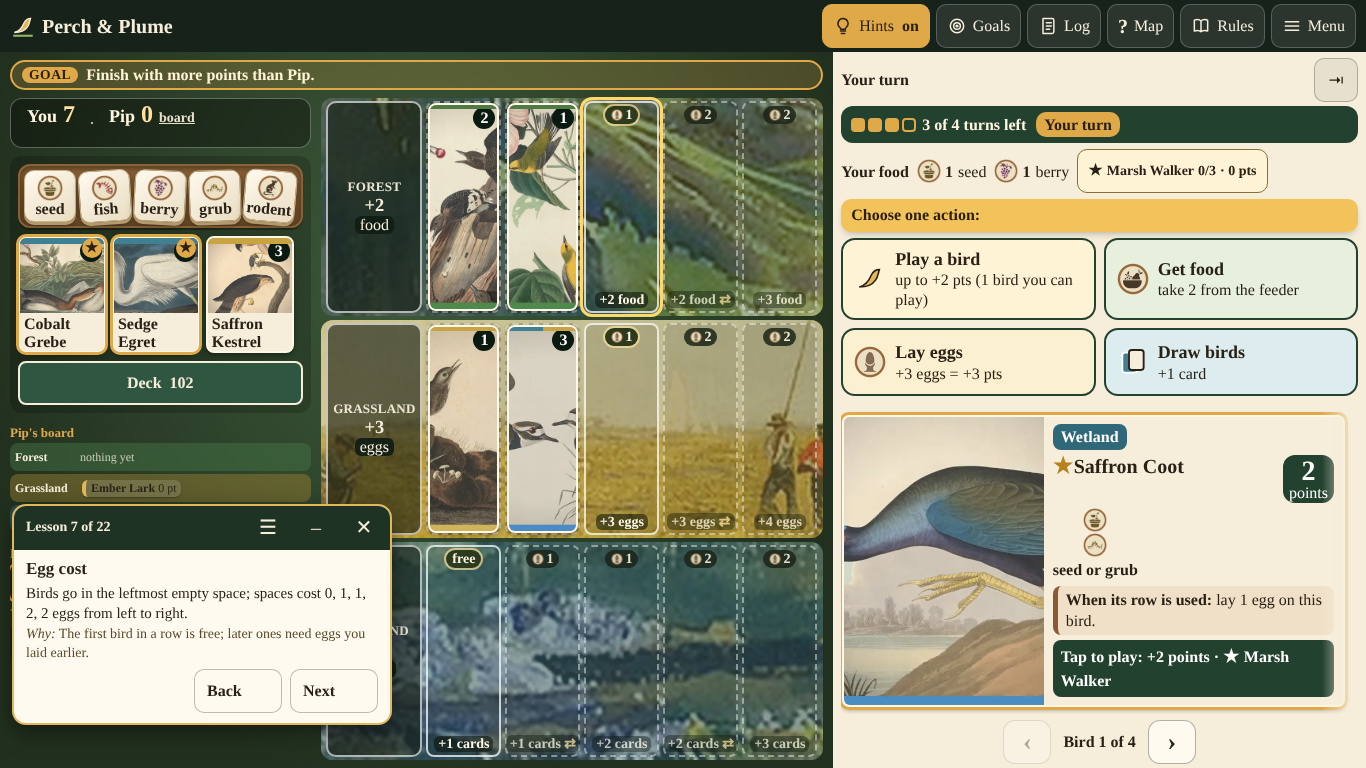 Perch & Plume
Hints on
Goals
Log
? Map
Rules
Menu
GOAL Finish with more points than Pip.
You 7 . Pip 0 board
seed
fish
berry
grub
rodent
3
Cobalt
Grebe
Sedge
Egret
Saffron
Kestrel
Deck 102
Pip's board
Forest nothing yet
Grassland Ember Lark 0 pt
Lesson 7 of 22
Egg cost
Birds go in the leftmost empty space; spaces cost 0, 1, 1,
2, 2 eggs from left to right.
Why: The first bird in a row is free; later ones need eggs you
laid earlier.
Back
Next
FOREST
+2
food
2
1
1
+2 food
2
+2 food ⇄
2
+3 food
GRASSLAND
+3
eggs
1
3
1
+3 eggs
2
+3 eggs ⇄
2
+4 eggs
free
+1 cards
1
+1 cards ⇄
1
+2 cards
2
+2 cards ⇄
2
+3 cards
Your turn
3 of 4 turns left Your turn
Your food 1 seed 1 berry ★ Marsh Walker 0/3 · 0 pts
Choose one action:
Play a bird
up to +2 pts (1 bird you can
play)
Get food
take 2 from the feeder
Lay eggs
+3 eggs = +3 pts
Draw birds
+1 card
Wetland
★Saffron Coot
2
points
seed or grub
When its row is used: lay 1 egg on this
bird.
Tap to play: +2 points · ★ Marsh
Walker
‹ Bird 1 of 4 ›